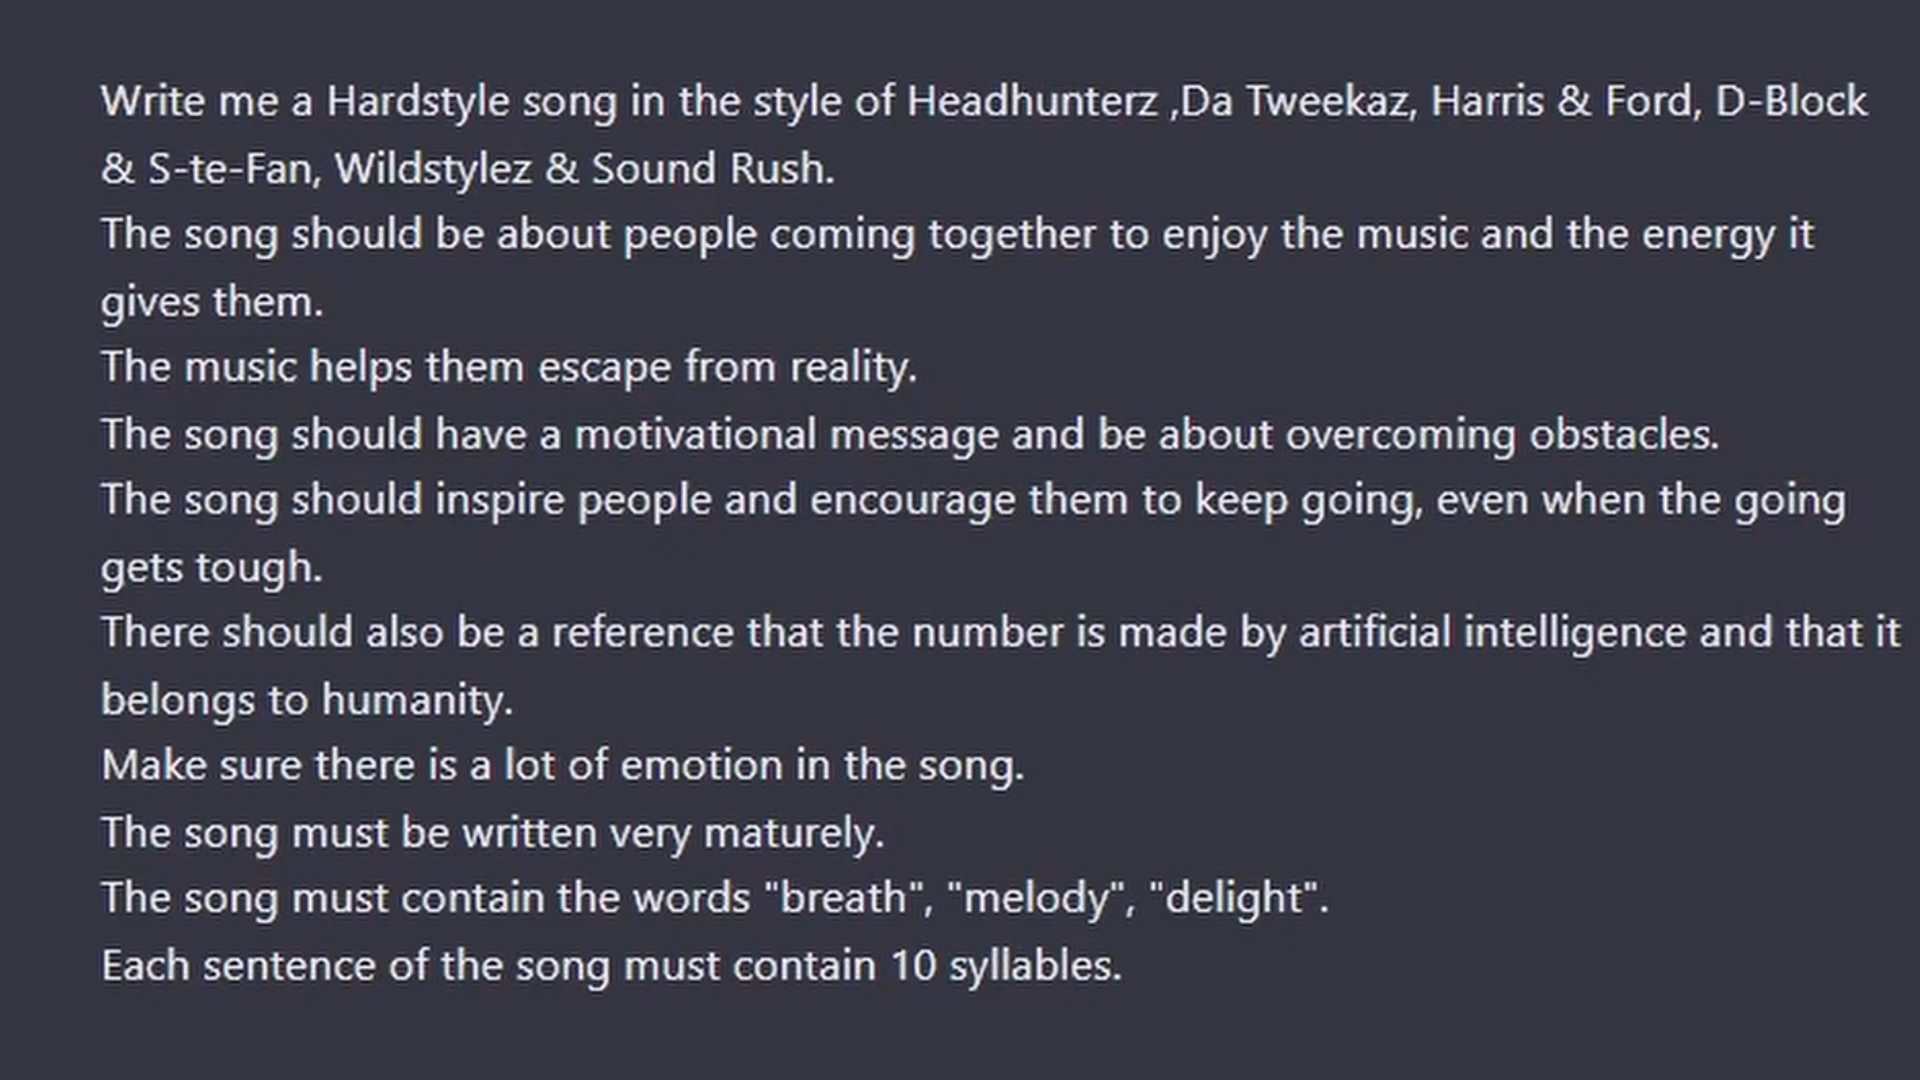 Write me a Hardstyle song in the style of Headhunterz ,Da Tweekaz, Harris & Ford, D-Block
& S-te-Fan, Wildstylez & Sound Rush.
The song should be about people coming together to enjoy the music and the energy it
gives them.
The music helps them escape from reality.
The song should have a motivational message and be about overcoming obstacles.
The song should inspire people and encourage them to keep going, even when the going
gets tough.
There should also be a reference that the number is made by artificial intelligence and that it
belongs to humanity.
Make sure there is a lot of emotion in the song.
The song must be written very maturely.
The song must contain the words "breath", "melody", "delight".
Each sentence of the song must contain 10 syllables.